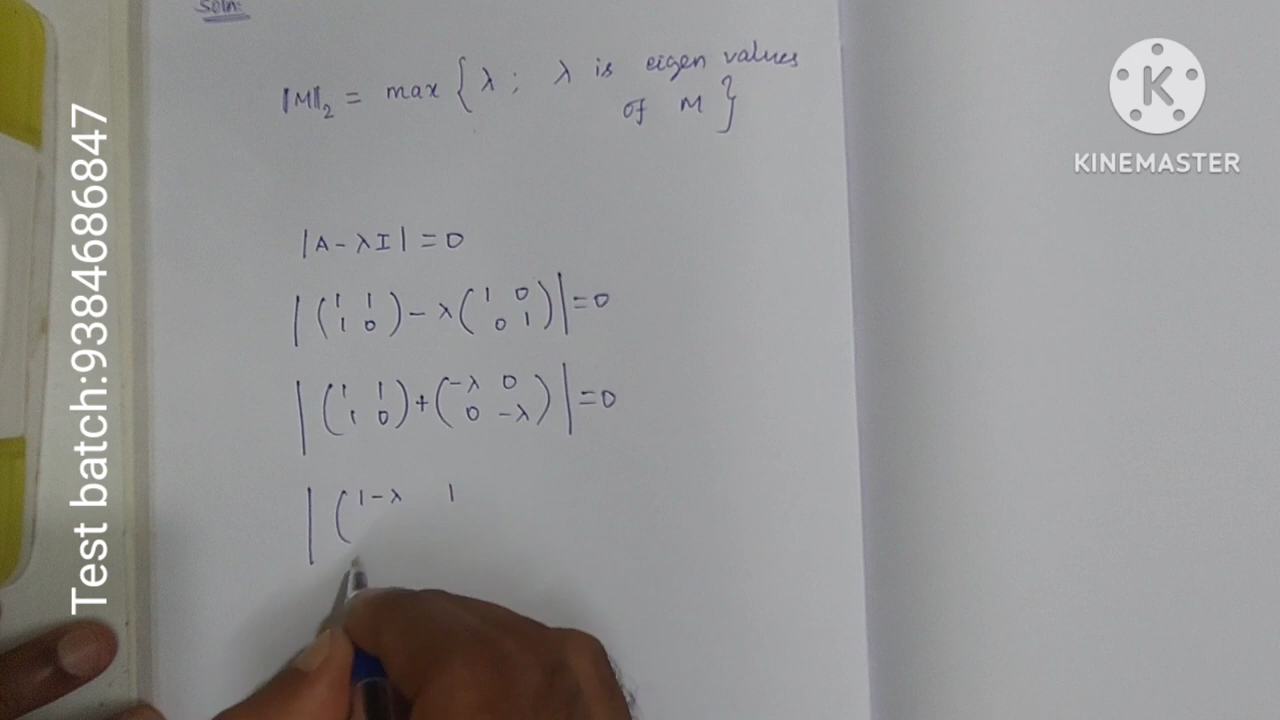 Soln:
‖M‖₂ = max { λ ; λ is eigen values
of M }
|A - λI| = 0
| ( 1 1
1 0 ) - λ ( 1 0
0 1 ) | = 0
| ( 1 1
1 0 ) + ( -λ 0
0 -λ ) | = 0
| ( 1-λ 1
Test batch:9384686847
K
KINEMASTER